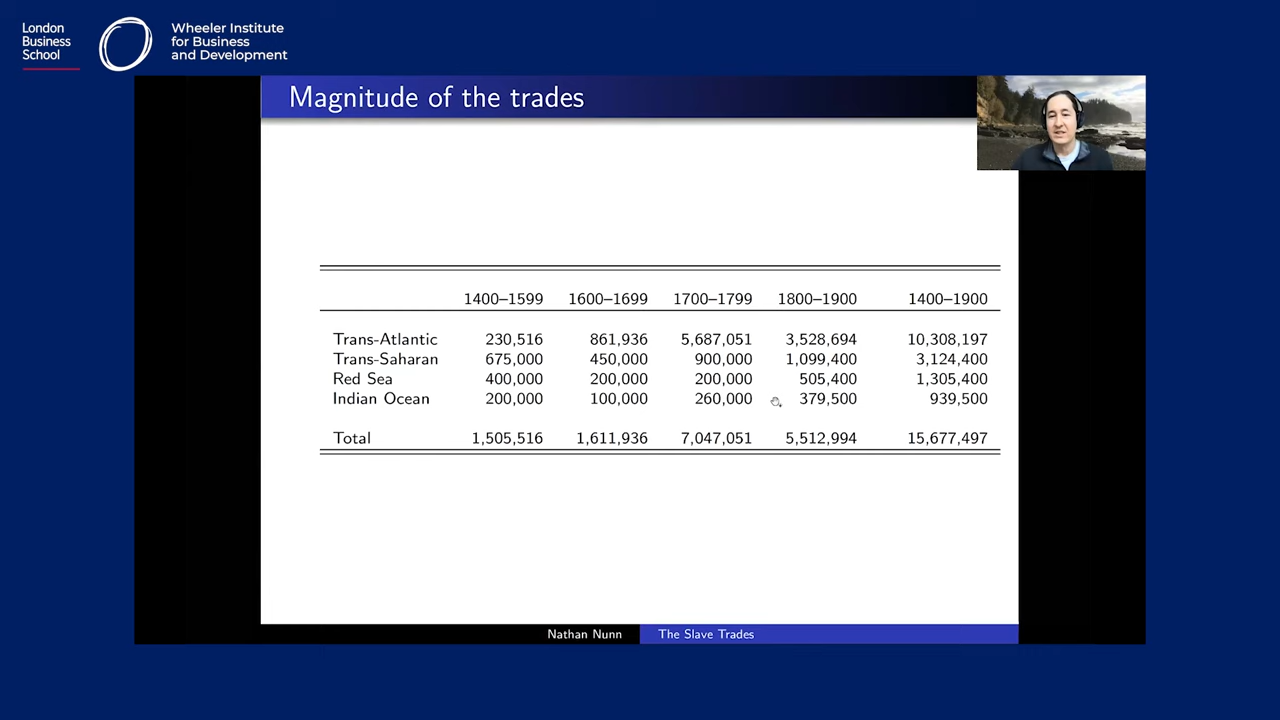 London
Business
School
Wheeler Institute
for Business
and Development
Magnitude of the trades
1400–1599 1600–1699 1700–1799 1800–1900 1400–1900
Trans-Atlantic 230,516 861,936 5,687,051 3,528,694 10,308,197
Trans-Saharan 675,000 450,000 900,000 1,099,400 3,124,400
Red Sea 400,000 200,000 200,000 505,400 1,305,400
Indian Ocean 200,000 100,000 260,000 379,500 939,500
Total 1,505,516 1,611,936 7,047,051 5,512,994 15,677,497
Nathan Nunn The Slave Trades